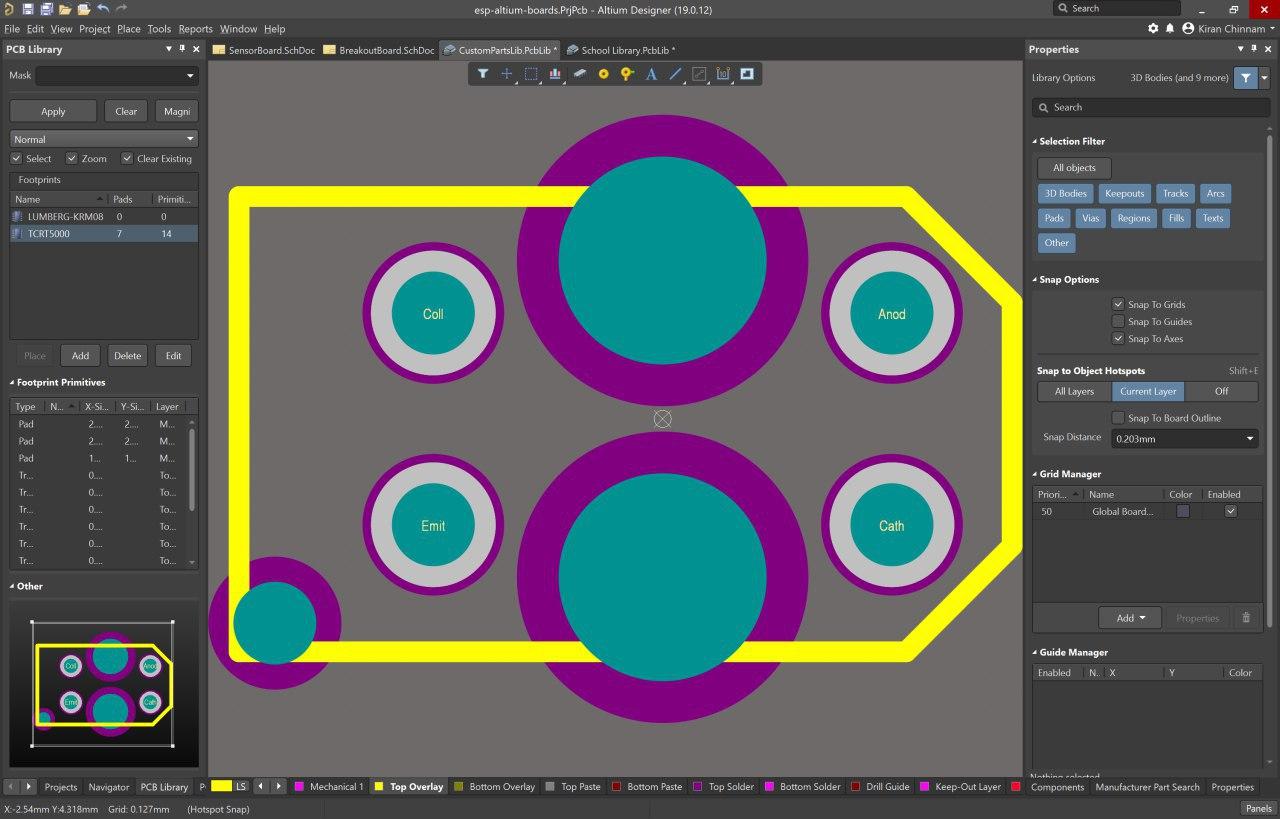 esp-altium-boards.PrjPcb - Altium Designer (19.0.12)
Search
File Edit View Project Place Tools Reports Window Help
Kiran Chinnam
PCB Library
SensorBoard.SchDoc BreakoutBoard.SchDoc CustomPartsLib.PcbLib * School Library.PcbLib *
Properties
Mask
Library Options 3D Bodies (and 9 more)
Apply Clear Magni
Search
Normal
Select Zoom Clear Existing
Footprints
Name Pads Primiti...
LUMBERG-KRM08 0 0
TCRT5000 7 14
Place Add Delete Edit
Footprint Primitives
Type N... X-Si... Y-Si... Layer
Pad 2.... 2.... M...
Pad 2.... 2.... M...
Pad 1... 1... M...
Tr... 0.... To...
Tr... 0.... To...
Tr... 0.... To...
Tr... 0.... To...
Tr... 0.... To...
Tr... 0.... To...
Other
Coll
Emit
Anod
Cath
Coll Anod
Emit Cath
Coll
Anod
Emit
Cath
Selection Filter
All objects
3D Bodies Keepouts Tracks Arcs
Pads Vias Regions Fills Texts
Other
Snap Options
Snap To Grids
Snap To Guides
Snap To Axes
Snap to Object Hotspots Shift+E
All Layers Current Layer Off
Snap To Board Outline
Snap Distance 0.203mm
Grid Manager
Priori... Name Color Enabled
50 Global Board...
Add Properties
Guide Manager
Enabled N. X Y Color
Nothing selected
Projects Navigator PCB Library P
LS Mechanical 1 Top Overlay Bottom Overlay Top Paste Bottom Paste Top Solder Bottom Solder Drill Guide Keep-Out Layer
Components Manufacturer Part Search Properties
X:-2.54mm Y:4.318mm Grid: 0.127mm (Hotspot Snap)
Panels